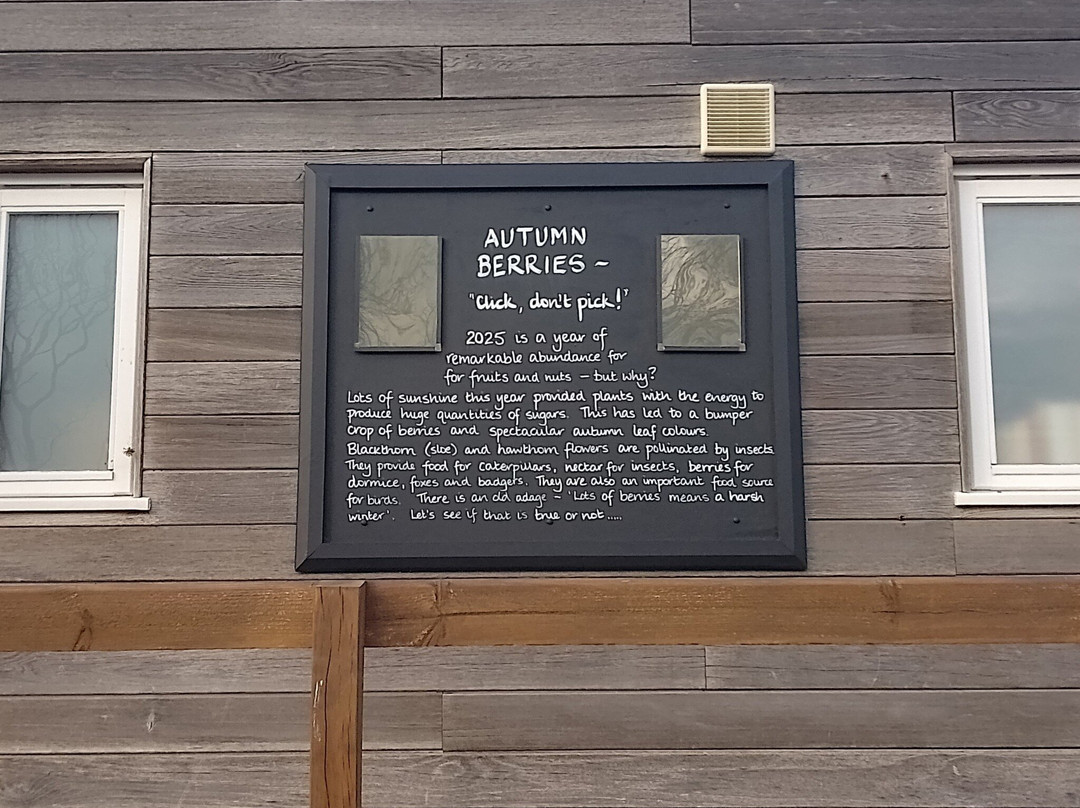 AUTUMN
BERRIES ~
"Click, don't pick!"
2025 is a year of
remarkable abundance for
for fruits and nuts - but why?
Lots of sunshine this year provided plants with the energy to
produce huge quantities of sugars. This has led to a bumper
crop of berries and spectacular autumn leaf colours.
Blackthorn (sloe) and hawthorn flowers are pollinated by insects.
They provide food for caterpillars, nectar for insects, berries for
dormice, foxes and badgers. They are also an important food source
for birds. There is an old adage - 'Lots of berries means a harsh
winter'. Let's see if that is true or not.....